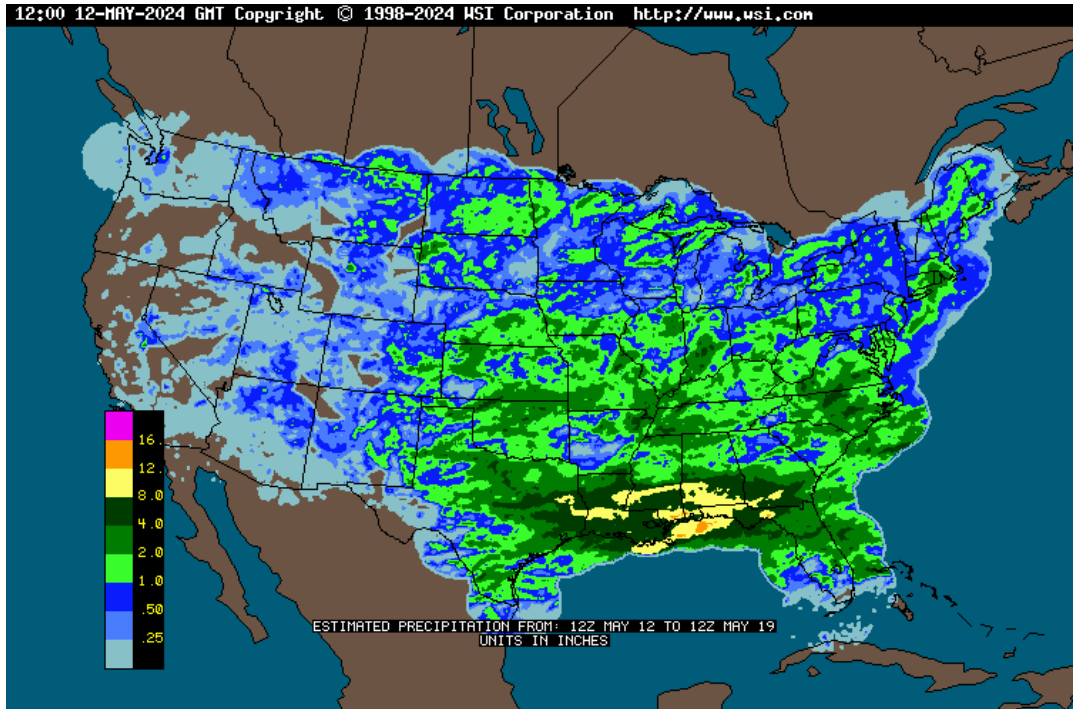 12:00 12-MAY-2024 GMT Copyright © 1998-2024 WSI Corporation http://www.wsi.com
16.
12
8.0
4.0
2.0
1.0
.50
.25
ESTIMATED PRECIPITATION FROM: 12Z MAY 12 TO 12Z MAY 19
UNITS IN INCHES